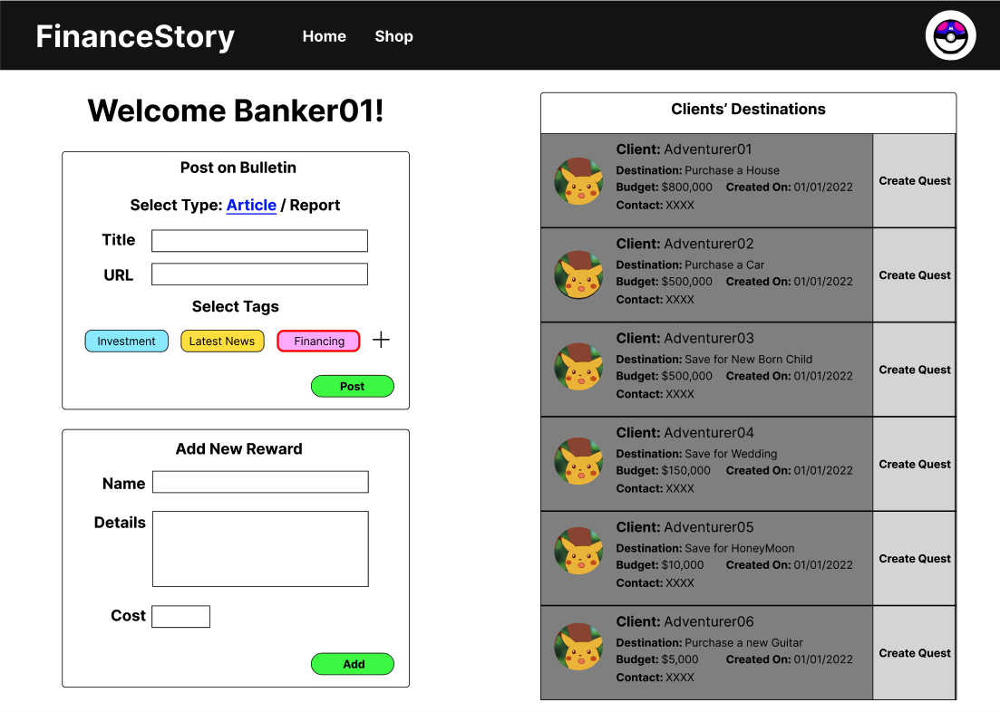 FinanceStory Home Shop
Welcome Banker01!
Post on Bulletin
Select Type: Article / Report
Title
URL
Select Tags
Investment Latest News Financing
Post
Add New Reward
Name
Details
Cost
Add
Clients’ Destinations
Client: Adventurer01
Destination: Purchase a House
Budget: $800,000 Created On: 01/01/2022
Contact: XXXX
Create Quest
Client: Adventurer02
Destination: Purchase a Car
Budget: $500,000 Created On: 01/01/2022
Contact: XXXX
Create Quest
Client: Adventurer03
Destination: Save for New Born Child
Budget: $500,000 Created On: 01/01/2022
Contact: XXXX
Create Quest
Client: Adventurer04
Destination: Save for Wedding
Budget: $150,000 Created On: 01/01/2022
Contact: XXXX
Create Quest
Client: Adventurer05
Destination: Save for HoneyMoon
Budget: $10,000 Created On: 01/01/2022
Contact: XXXX
Create Quest
Client: Adventurer06
Destination: Purchase a new Guitar
Budget: $5,000 Created On: 01/01/2022
Contact: XXXX
Create Quest